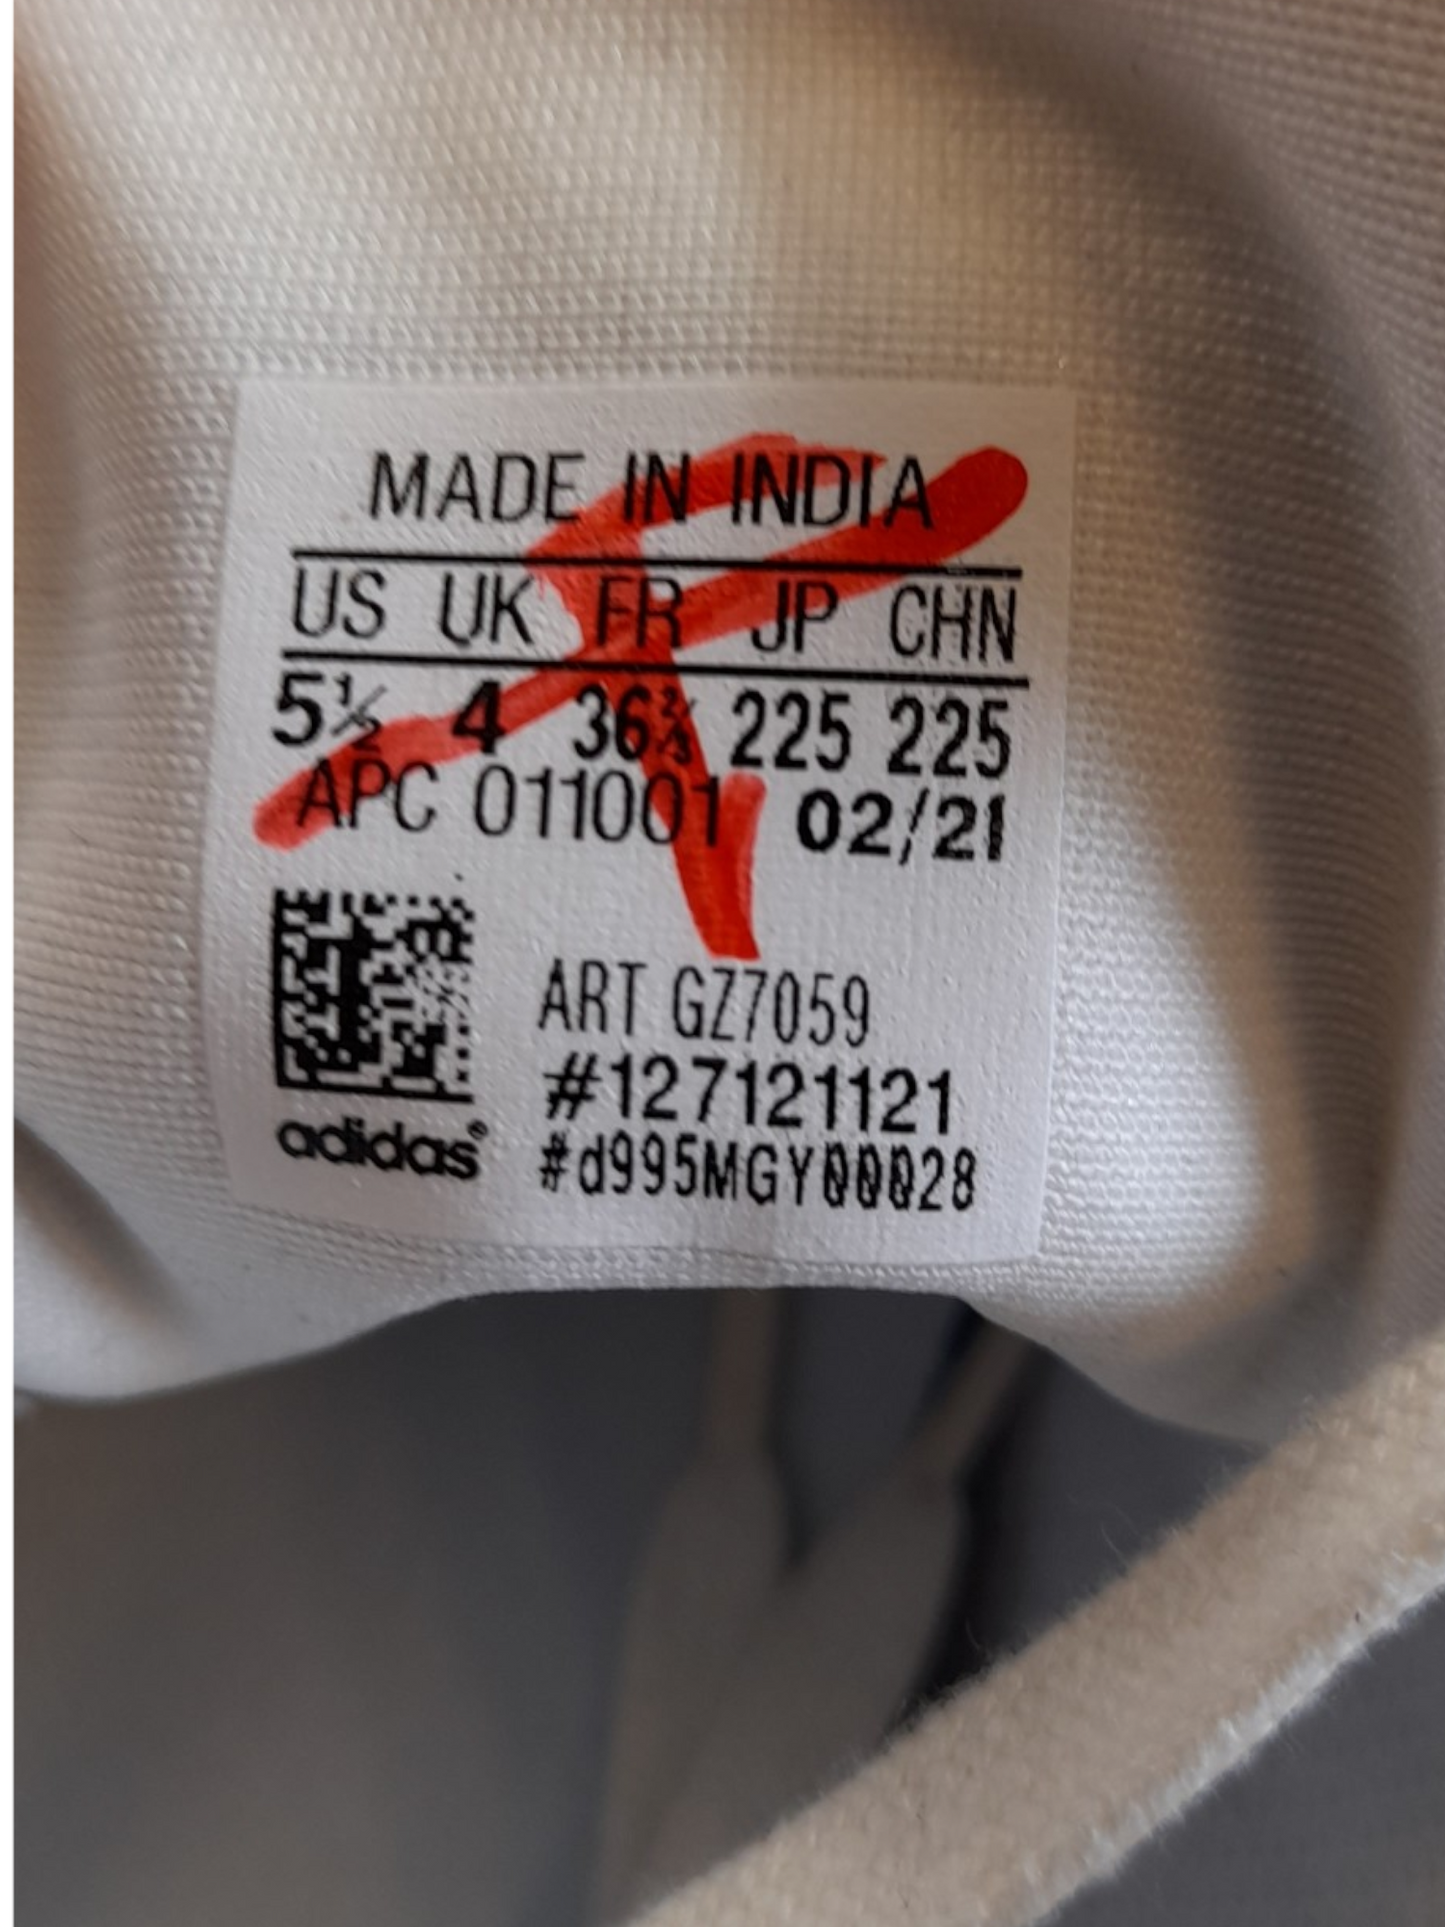 MADE IN INDIA
US UK FR JP CHN
5½ 4 36⅔ 225 225
APC 011001 02/21
ART GZ7059
#127121121
adidas®
#d995MGY00028